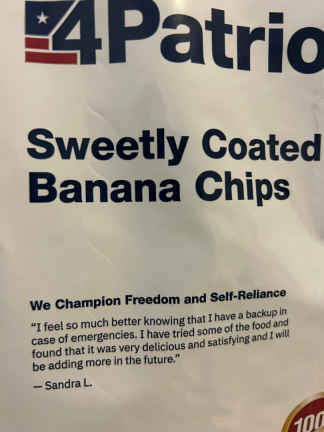 4Patrio
Sweetly Coated
Banana Chips
We Champion Freedom and Self-Reliance
“I feel so much better knowing that I have a backup in
case of emergencies. I have tried some of the food and
found that it was very delicious and satisfying and I will
be adding more in the future.”
— Sandra L.
100